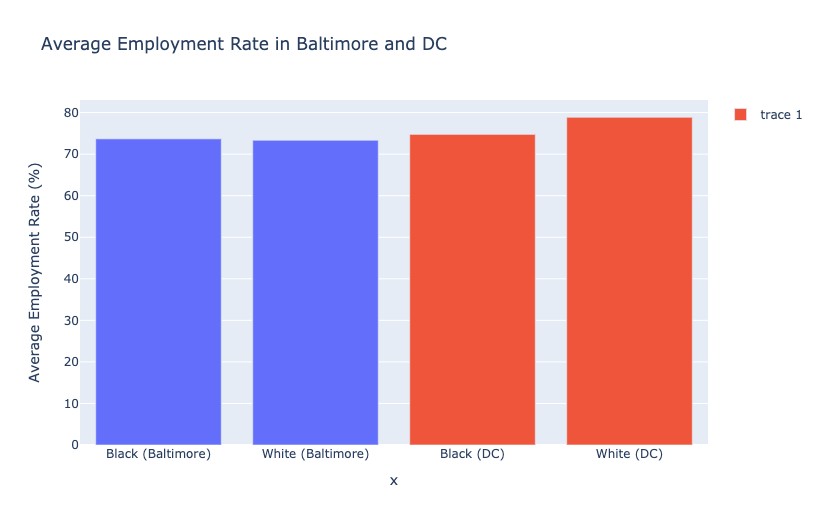 Average Employment Rate in Baltimore and DC
trace 1
Average Employment Rate (%)
80
70
60
50
40
30
20
10
0
Black (Baltimore)
White (Baltimore)
Black (DC)
White (DC)
x